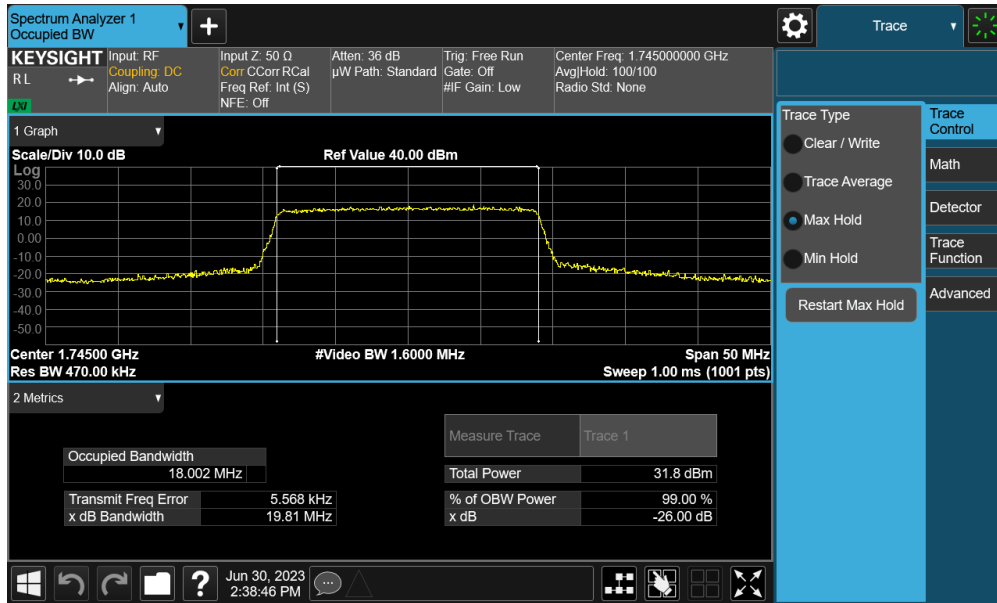 Spectrum Analyzer 1
Occupied BW
+
Trace
KEYSIGHT
R L
LXI
Input: RF
Coupling: DC
Align: Auto
Input Z: 50 Ω
Corr CCorr RCal
Freq Ref: Int (S)
NFE: Off
Atten: 36 dB
µW Path: Standard
Trig: Free Run
Gate: Off
#IF Gain: Low
Center Freq: 1.745000000 GHz
Avg|Hold: 100/100
Radio Std: None
1 Graph
Scale/Div 10.0 dB
Ref Value 40.00 dBm
Log
30.0
20.0
10.0
0.00
-10.0
-20.0
-30.0
-40.0
-50.0
Center 1.74500 GHz
#Video BW 1.6000 MHz
Span 50 MHz
Res BW 470.00 kHz
Sweep 1.00 ms (1001 pts)
2 Metrics
Measure Trace
Trace 1
Occupied Bandwidth
18.002 MHz
Total Power
31.8 dBm
Transmit Freq Error
5.568 kHz
% of OBW Power
99.00 %
x dB Bandwidth
19.81 MHz
x dB
-26.00 dB
Trace Type
Clear / Write
Trace Average
Max Hold
Min Hold
Restart Max Hold
Trace
Control
Math
Detector
Trace
Function
Advanced
?
Jun 30, 2023
2:38:46 PM